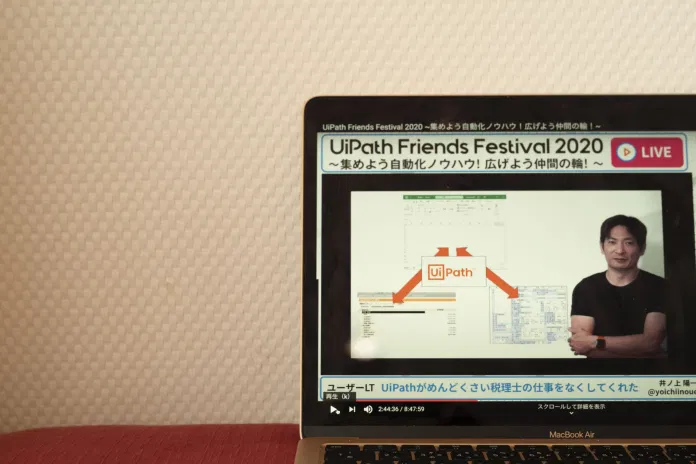 UiPath Friends Festival 2020 ~集めよう自動化ノウハウ！広げよう仲間の輪！~
UiPath Friends Festival 2020
LIVE
～集めよう自動化ノウハウ! 広げよう仲間の輪! ～
UiPath
ユーザーLT UiPathがめんどくさい税理士の仕事をなくしてくれた
井ノ上 陽一
@yoichiinoue
再生（k）
2:44:36 / 8:47:59
スクロールして詳細を表示
MacBook Air